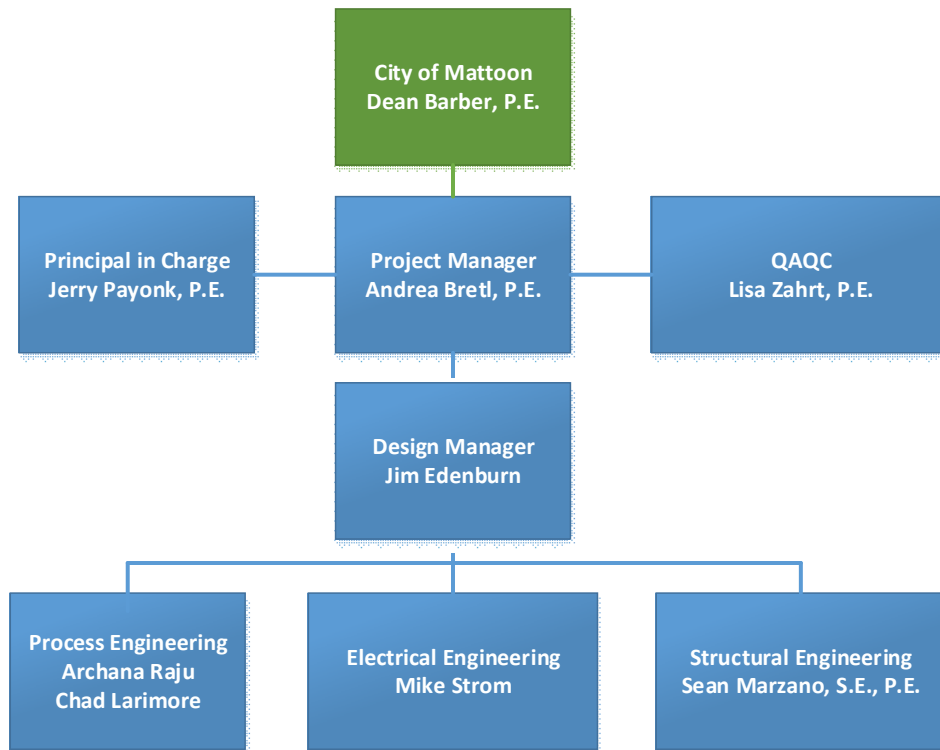 City of Mattoon
Dean Barber, P.E.
Principal in Charge
Jerry Payonk, P.E.
Project Manager
Andrea Bretl, P.E.
QAQC
Lisa Zahrt, P.E.
Design Manager
Jim Edenburn
Process Engineering
Archana Raju
Chad Larimore
Electrical Engineering
Mike Strom
Structural Engineering
Sean Marzano, S.E., P.E.